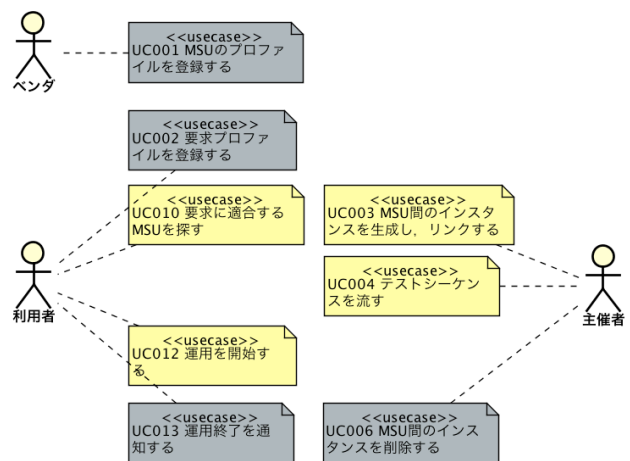 <<usecase>>
UC001 MSUのプロファ
イルを登録する
ベンダ
<<usecase>>
UC002 要求プロファ
イルを登録する
<<usecase>>
UC010 要求に適合する
MSUを探す
<<usecase>>
UC003 MSU間のインスタ
ンスを生成し，リンクする
<<usecase>>
UC004 テストシーケン
スを流す
利用者
主催者
<<usecase>>
UC012 運用を開始す
る
<<usecase>>
UC013 運用終了を通
知する
<<usecase>>
UC006 MSU間のインス
タンスを削除する